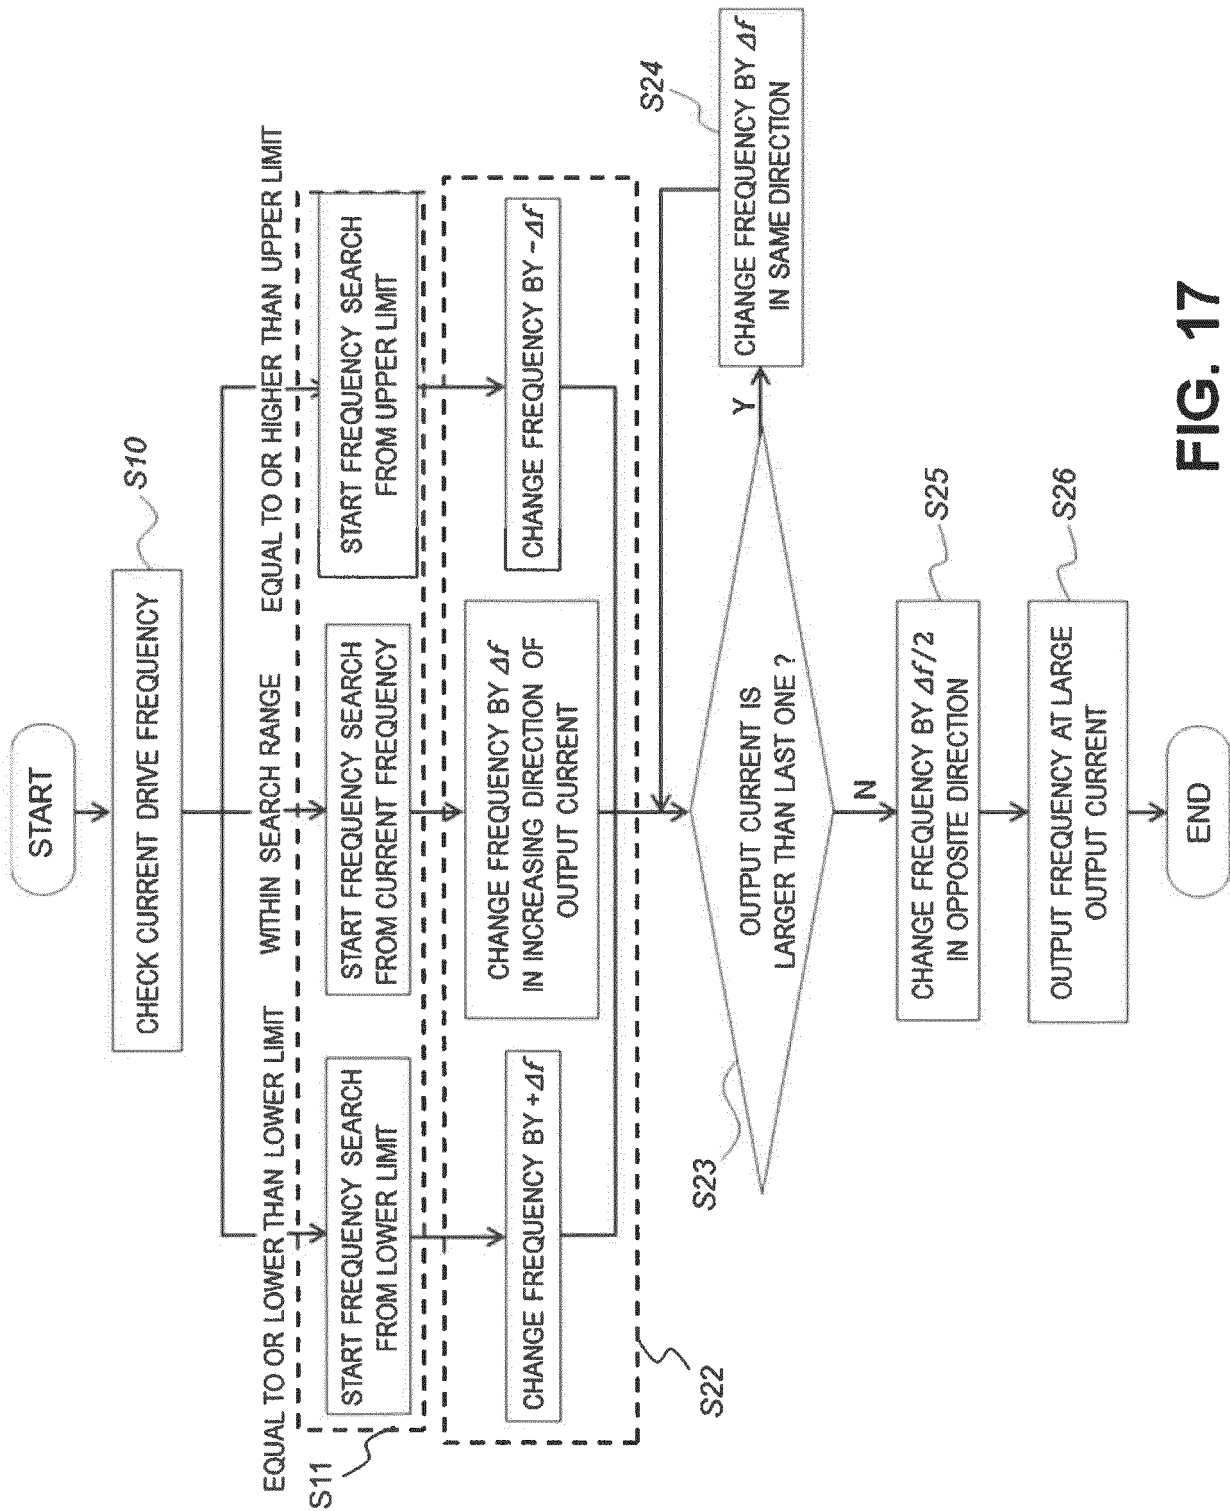 START
S10
CHECK CURRENT DRIVE FREQUENCY
EQUAL TO OR LOWER THAN LOWER LIMIT
WITHIN SEARCH RANGE
EQUAL TO OR HIGHER THAN UPPER LIMIT
S11
START FREQUENCY SEARCH
FROM LOWER LIMIT
START FREQUENCY SEARCH
FROM CURRENT FREQUENCY
START FREQUENCY SEARCH
FROM UPPER LIMIT
CHANGE FREQUENCY BY +Δf
CHANGE FREQUENCY BY Δf
IN INCREASING DIRECTION OF
OUTPUT CURRENT
CHANGE FREQUENCY BY -Δf
S22
S23
OUTPUT CURRENT IS
LARGER THAN LAST ONE ?
Y
S24
CHANGE FREQUENCY BY Δf
IN SAME DIRECTION
N
S25
CHANGE FREQUENCY BY Δf/2
IN OPPOSITE DIRECTION
S26
OUTPUT FREQUENCY AT LARGE
OUTPUT CURRENT
END
FIG. 17